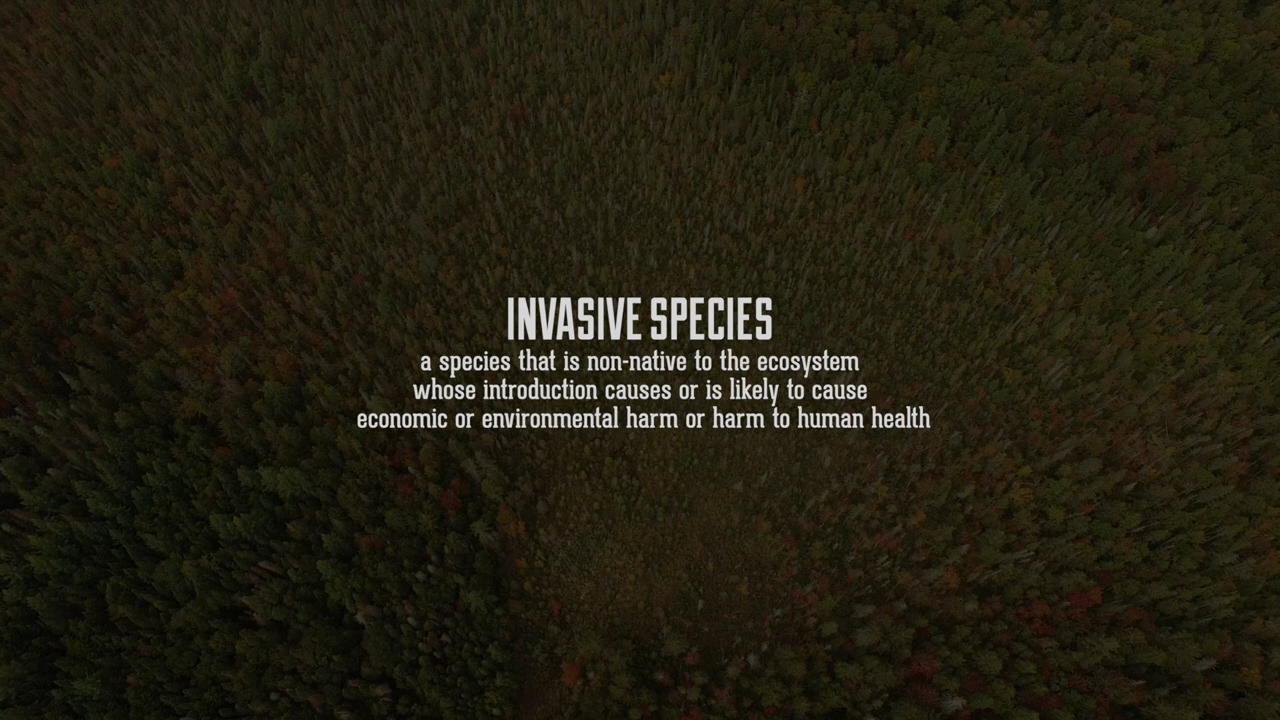 INVASIVE SPECIES
a species that is non-native to the ecosystem
whose introduction causes or is likely to cause
economic or environmental harm or harm to human health